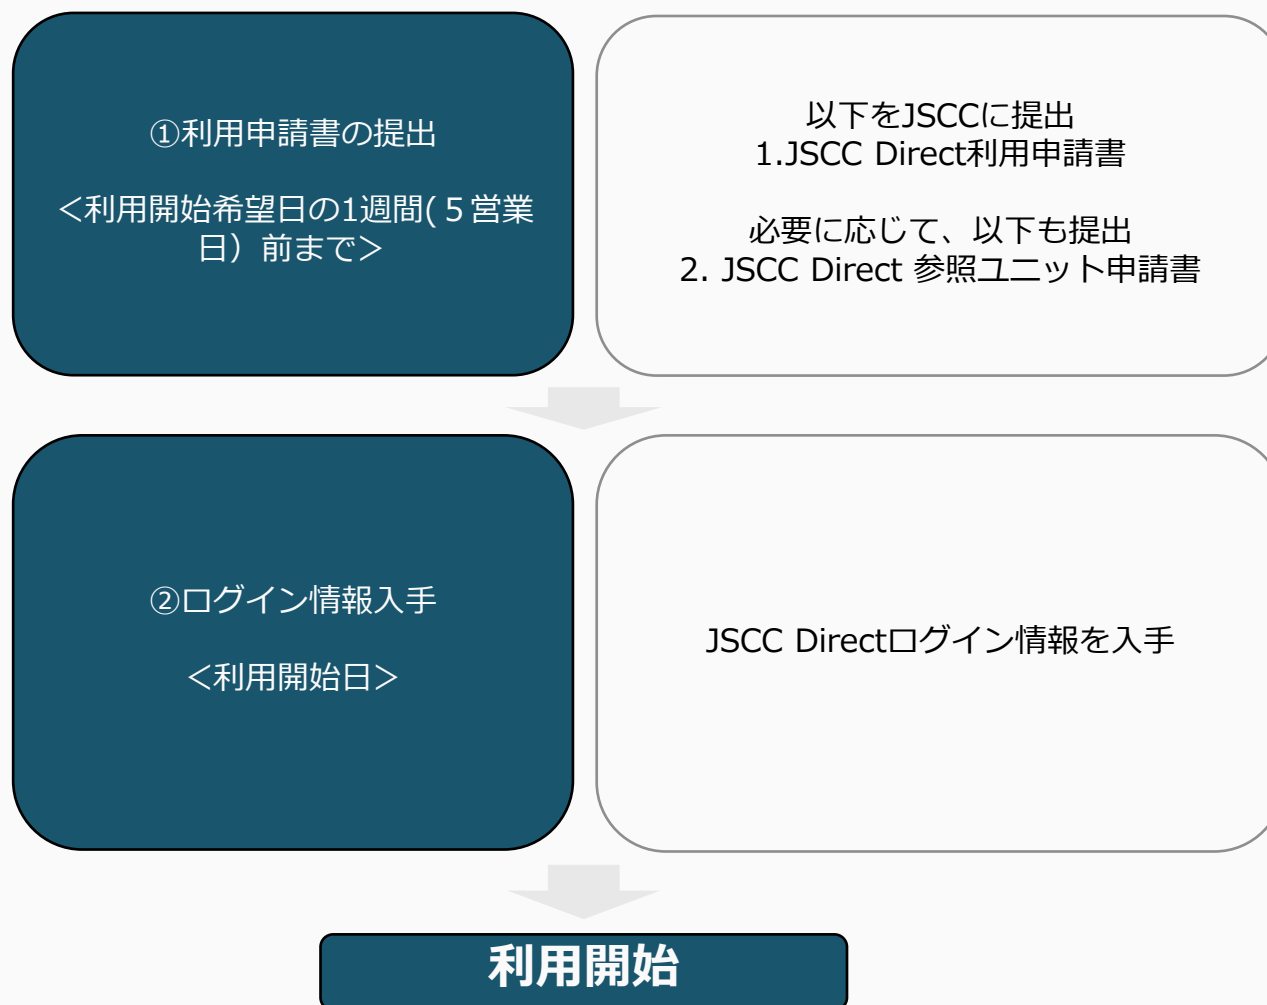 ①利用申請書の提出
＜利用開始希望日の1週間(５営業
日）前まで＞
以下をJSCCに提出
1.JSCC Direct利用申請書
必要に応じて、以下も提出
2. JSCC Direct 参照ユニット申請書
②ログイン情報入手
＜利用開始日＞
JSCC Directログイン情報を入手
利用開始